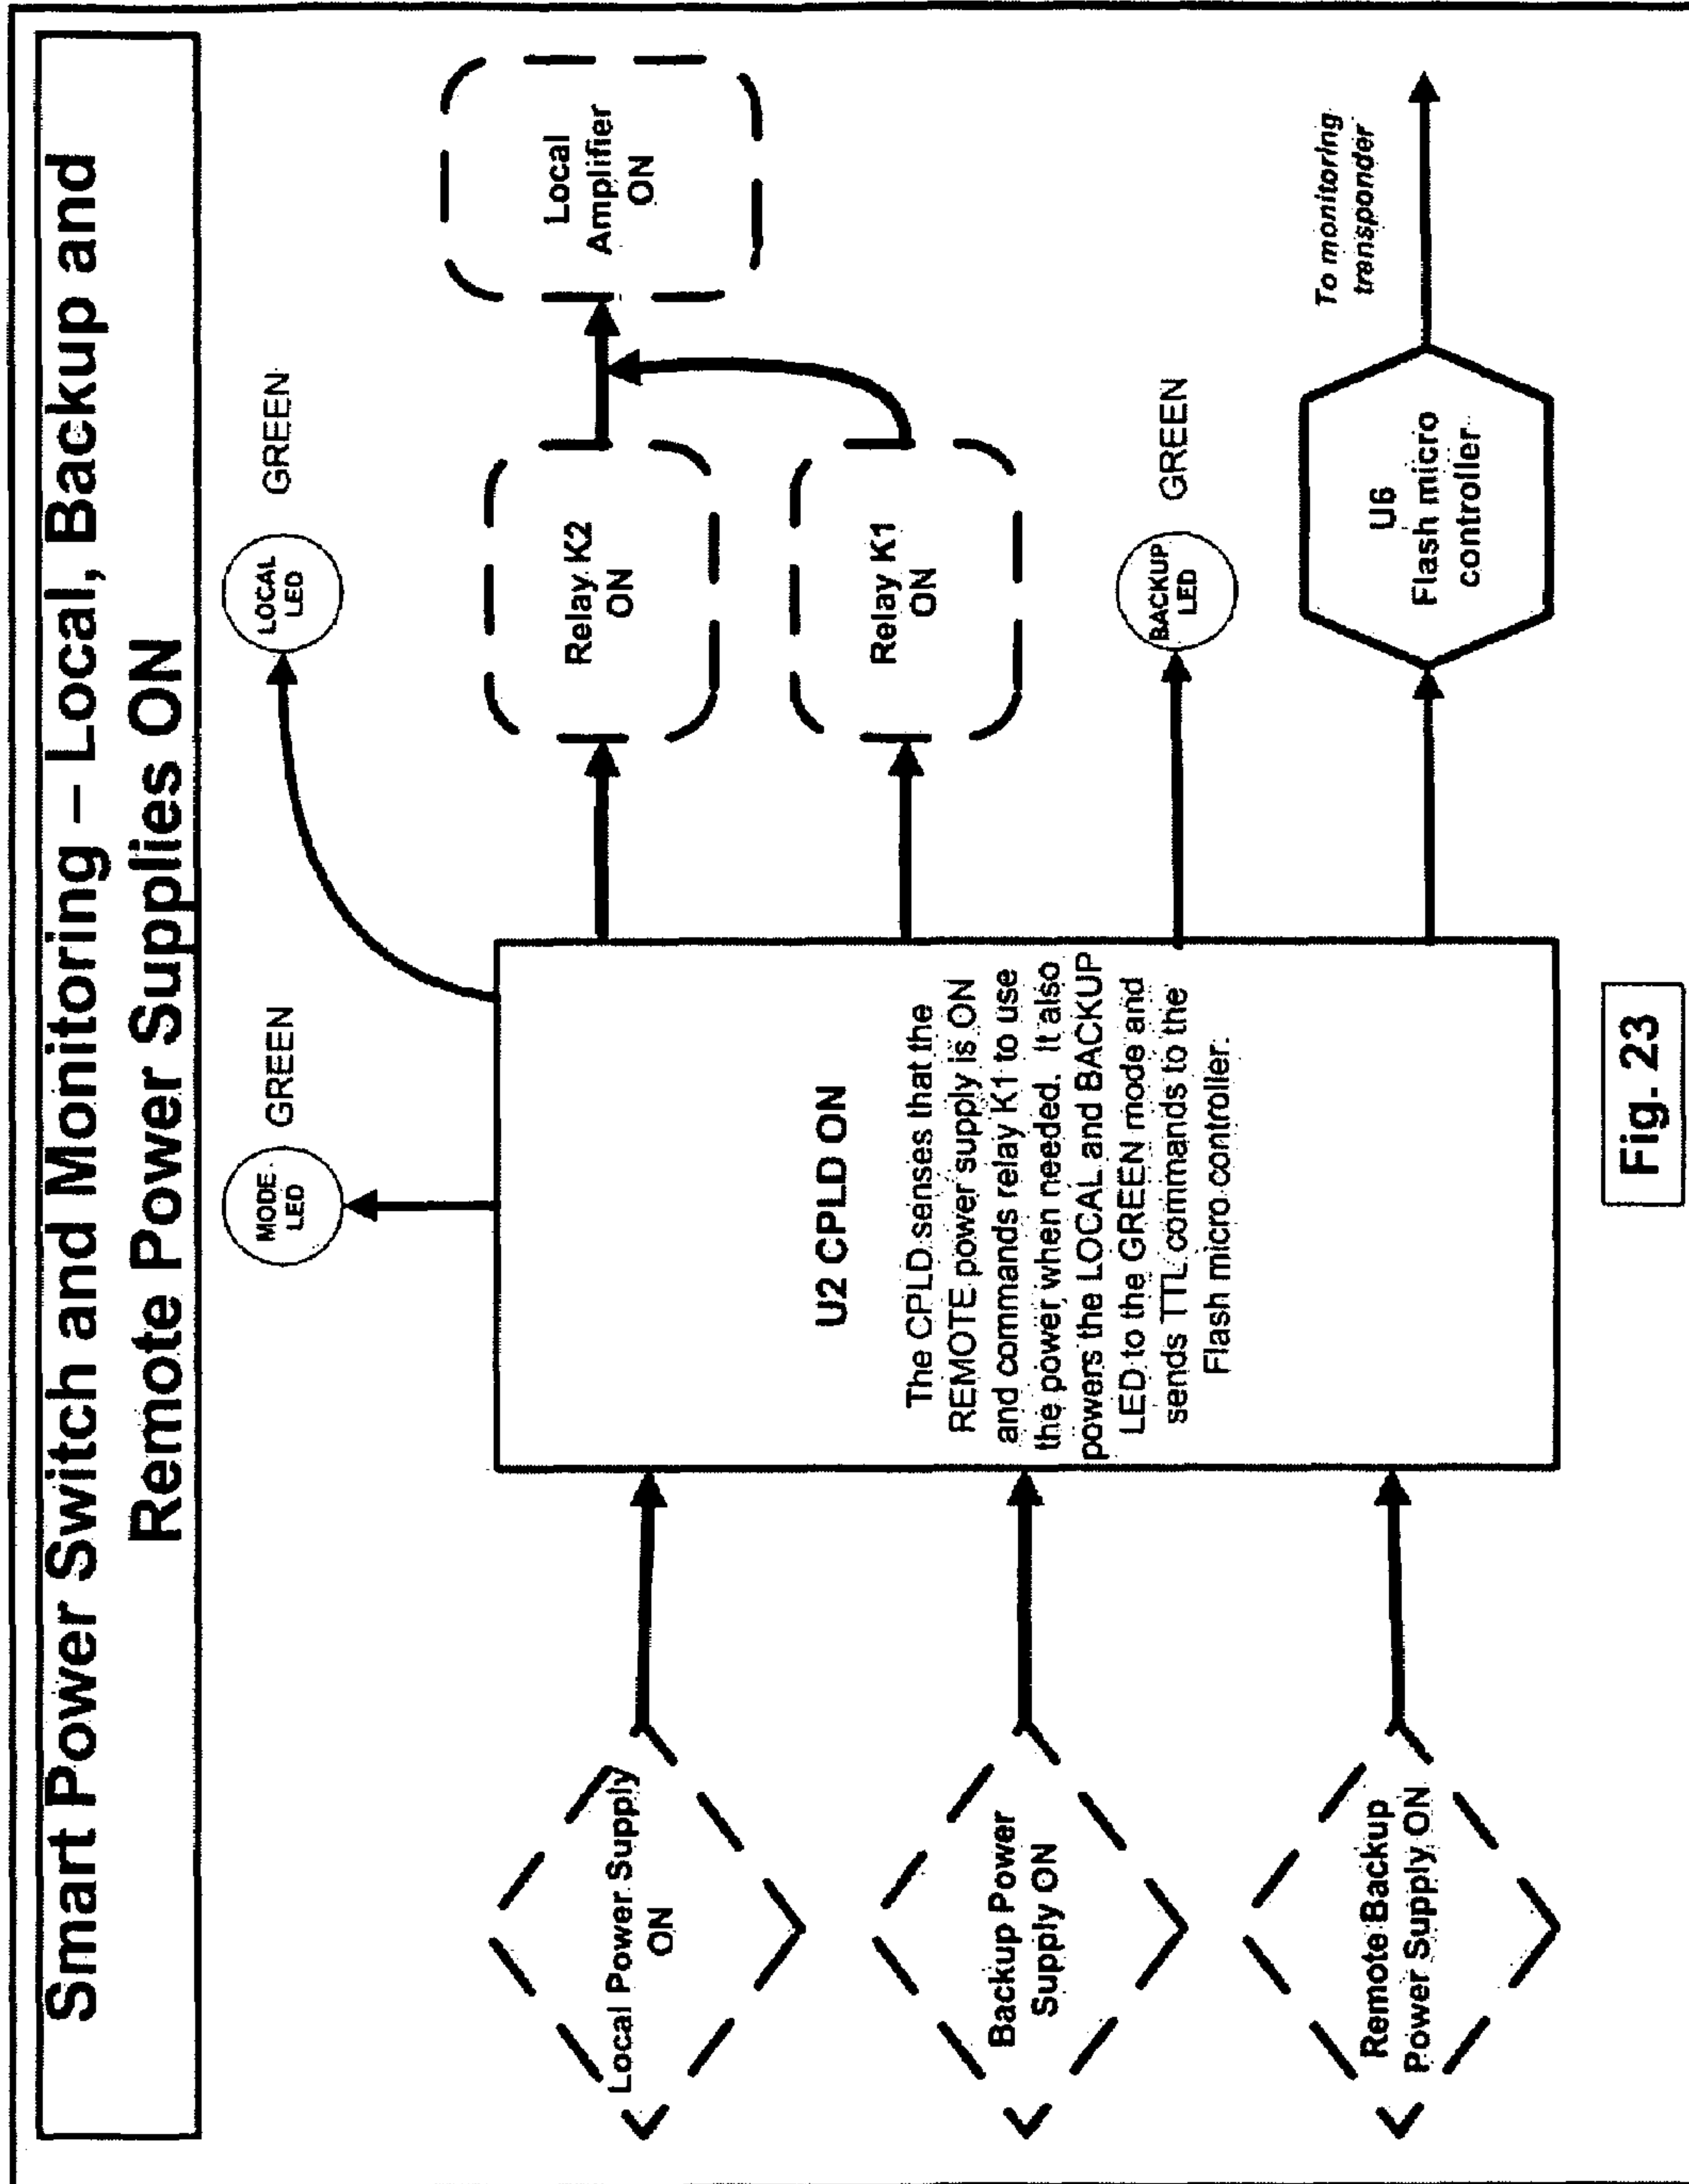 Smart Power Switch and Monitoring – Local, Backup and
Remote Power Supplies ON
MODE
LED
GREEN
LOCAL
LED
GREEN
Local Power Supply
ON
Backup Power
Supply ON
Remote Backup
Power Supply ON
U2 CPLD ON
The CPLD senses that the
REMOTE power supply is ON
and commands relay K1 to use
the power when needed. It also
powers the LOCAL and BACKUP
LED to the GREEN mode and
sends TTL commands to the
Flash micro controller.
Relay K2
ON
Relay K1
ON
Local
Amplifier
ON
BACKUP
LED
GREEN
U6
Flash micro
controller
To monitoring
transponder
Fig. 23